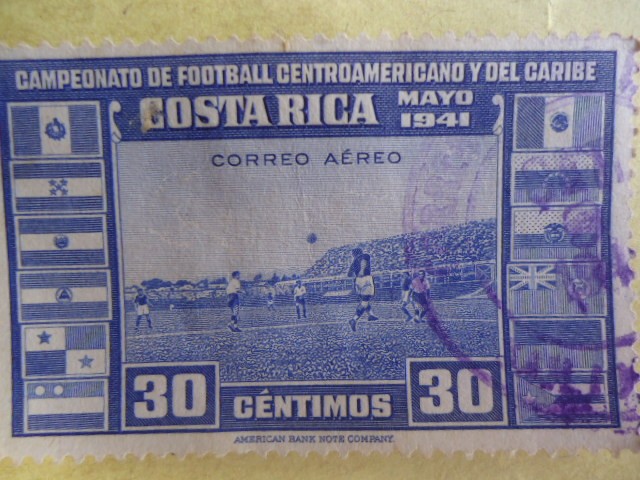 CAMPEONATO DE FOOTBALL CENTROAMERICANO Y DEL CARIBE
COSTA RICA MAYO 1941
CORREO AÉREO
30 CÉNTIMOS 30
AMERICAN BANK NOTE COMPANY.